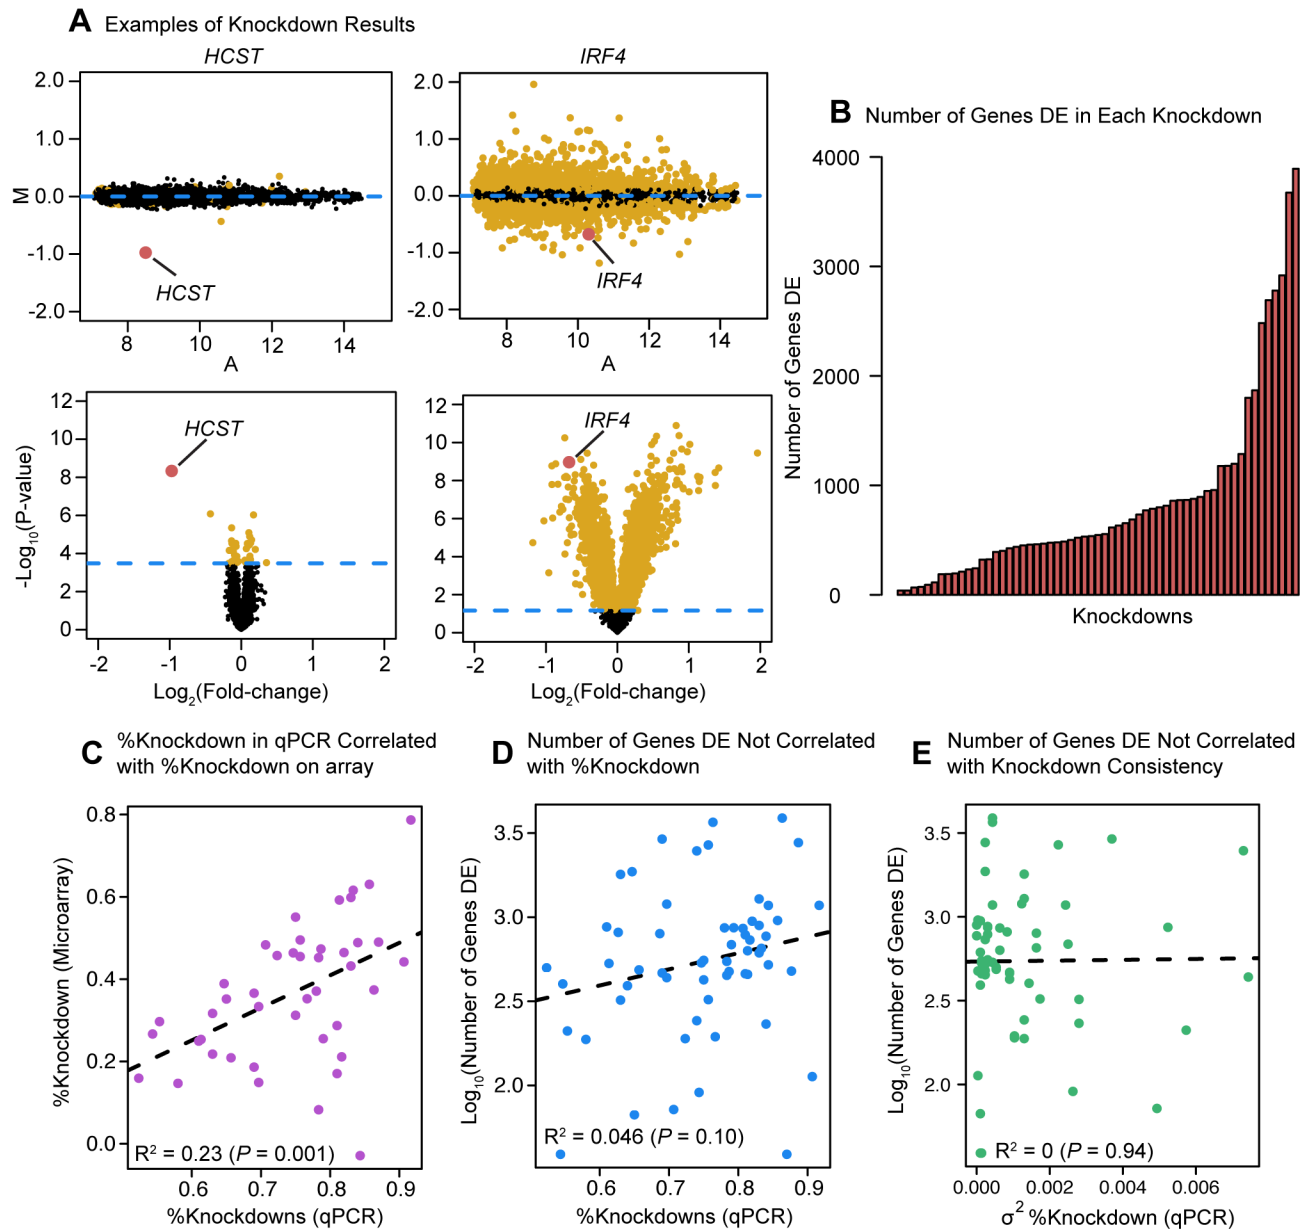 A Examples of Knockdown Results
HCST
IRF4
2.0
1.0
0.0
-1.0
-2.0
M
HCST
8 10 12 14
A
2.0
1.0
0.0
-1.0
-2.0
IRF4
8 10 12 14
A
12
10
8
6
4
2
0
-Log10(P-value)
HCST
-2 -1 0 1 2
Log2(Fold-change)
12
10
8
6
4
2
0
IRF4
-2 -1 0 1 2
Log2(Fold-change)
B Number of Genes DE in Each Knockdown
4000
3000
2000
1000
0
Number of Genes DE
Knockdowns
C %Knockdown in qPCR Correlated
with %Knockdown on array
0.8
0.6
0.4
0.2
0.0
%Knockdown (Microarray)
R² = 0.23 (P = 0.001)
0.6 0.7 0.8 0.9
%Knockdowns (qPCR)
D Number of Genes DE Not Correlated
with %Knockdown
3.5
3.0
2.5
2.0
Log10(Number of Genes DE)
R² = 0.046 (P = 0.10)
0.6 0.7 0.8 0.9
%Knockdowns (qPCR)
E Number of Genes DE Not Correlated
with Knockdown Consistency
3.5
3.0
2.5
2.0
Log10(Number of Genes DE)
R² = 0 (P = 0.94)
0.000 0.002 0.004 0.006
σ² %Knockdown (qPCR)